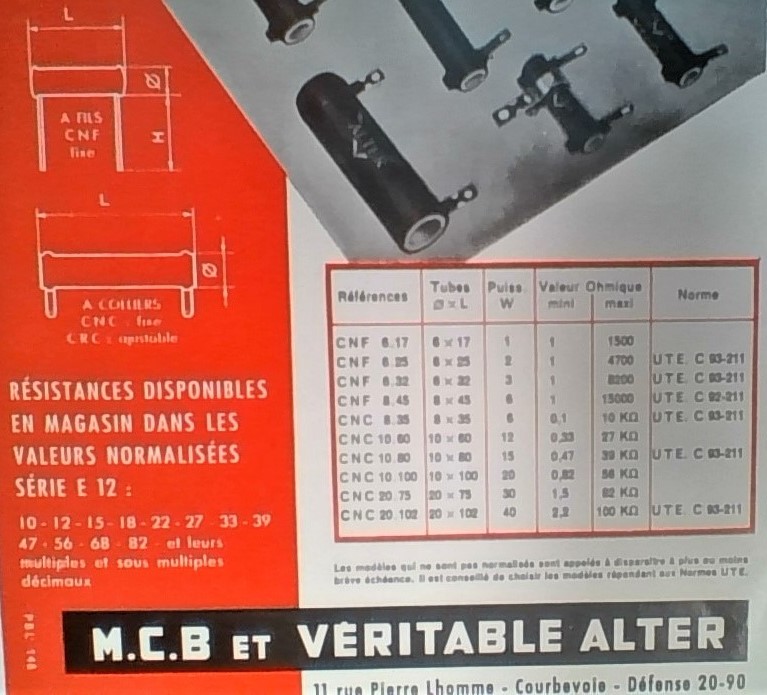 L
Ø
H
A FILS
CNF
fixe
L
Ø
A COLLIERS
CNC : fixe
CRC : ajustable
ALTER
RÉSISTANCES DISPONIBLES
EN MAGASIN DANS LES
VALEURS NORMALISÉES
SÉRIE E 12 :
10 - 12 - 15 - 18 - 22 - 27 - 33 - 39
47 - 56 - 68 - 82 - et leurs
multiples et sous multiples
décimaux
Références Tubes Ø x L Puiss. W Valeur Ohmique mini maxi Norme
CNF 6.17 6 x 17 1 1 1500
CNF 6.25 6 x 25 2 1 4700 UTE. C 93-211
CNF 6.32 6 x 32 3 1 8200 UTE. C 93-211
CNF 8.45 8 x 45 6 1 15000 UTE. C 92-211
CNC 8.35 8 x 35 6 0,1 10 KΩ UTE. C 93-211
CNC 10.60 10 x 60 12 0,33 27 KΩ
CNC 10.80 10 x 80 15 0,47 39 KΩ UTE. C 93-211
CNC 10.100 10 x 100 20 0,82 56 KΩ
CNC 20.75 20 x 75 30 1,5 82 KΩ
CNC 20.102 20 x 102 40 2,2 100 KΩ UTE. C 93-211
Les modèles qui ne sont pas normalisés sont appelés à disparaître à plus ou moins
brève échéance. Il est conseillé de choisir les modèles répondant aux Normes UTE.
M.C.B ET VÉRITABLE ALTER
11 rue Pierre Lhomme - Courbevoie - Défense 20-90